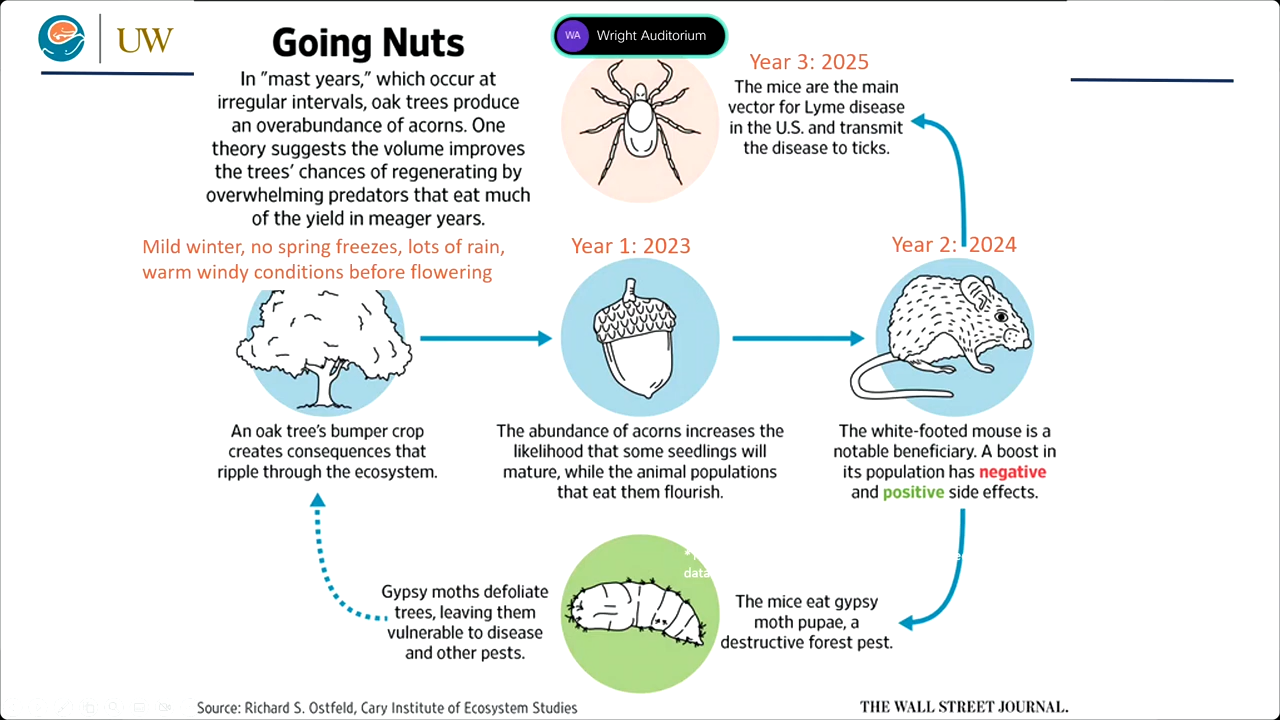 UW
Going Nuts
In "mast years," which occur at
irregular intervals, oak trees produce
an overabundance of acorns. One
theory suggests the volume improves
the trees' chances of regenerating by
overwhelming predators that eat much
of the yield in meager years.
Mild winter, no spring freezes, lots of rain,
warm windy conditions before flowering
WA Wright Auditorium
Year 3: 2025
The mice are the main
vector for Lyme disease
in the U.S. and transmit
the disease to ticks.
Year 1: 2023
Year 2: 2024
An oak tree's bumper crop
creates consequences that
ripple through the ecosystem.
The abundance of acorns increases the
likelihood that some seedlings will
mature, while the animal populations
that eat them flourish.
The white-footed mouse is a
notable beneficiary. A boost in
its population has negative
and positive side effects.
Gypsy moths defoliate
trees, leaving them
vulnerable to disease
and other pests.
data
The mice eat gypsy
moth pupae, a
destructive forest pest.
Source: Richard S. Ostfeld, Cary Institute of Ecosystem Studies
THE WALL STREET JOURNAL.